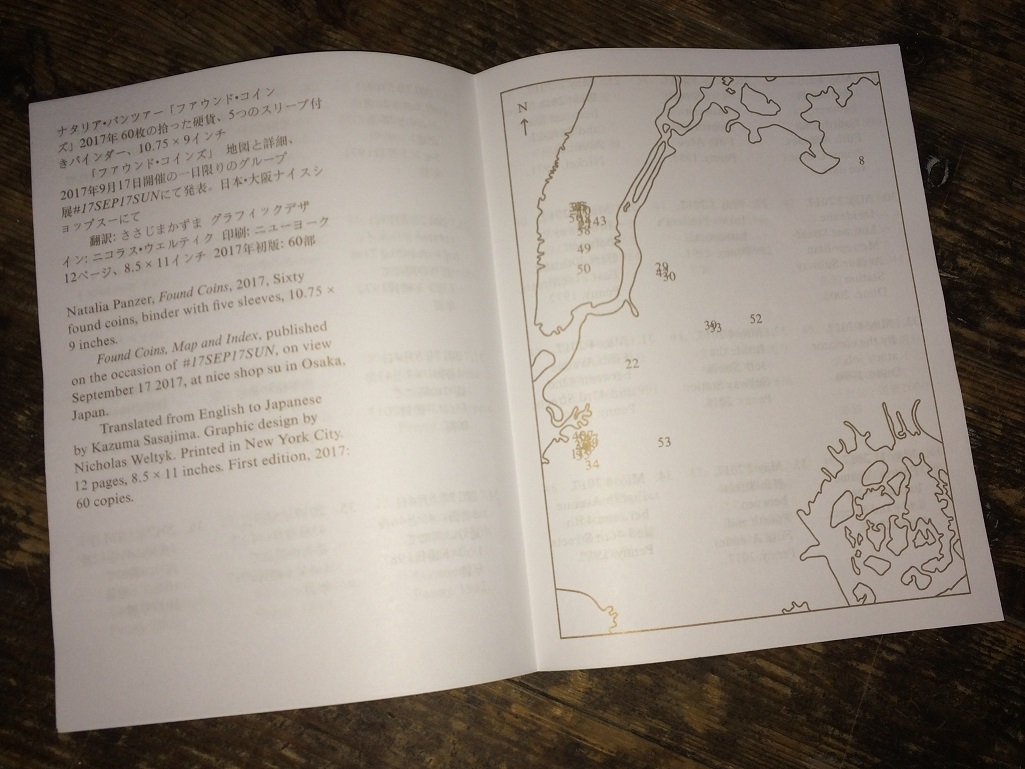 ナタリア・パンツァー「ファウンド・コイン
ズ」2017年 60枚の拾った硬貨、5つのスリーブ付
きバインダー、10.75 × 9インチ
「ファウンド・コインズ」 地図と詳細、
2017年9月17日開催の一日限りのグループ
展#17SEP17SUNにて発表。日本・大阪ナイスシ
ョップスーにて
翻訳: ささじまかずま グラフィックデザ
イン: ニコラス・ウェルティク 印刷: ニューヨーク
12ページ、8.5 × 11インチ 2017年初版: 60部
Natalia Panzer, Found Coins, 2017, Sixty
found coins, binder with five sleeves, 10.75 ×
9 inches.
Found Coins, Map and Index, published
on the occasion of #17SEP17SUN, on view
September 17 2017, at nice shop su in Osaka,
Japan.
Translated from English to Japanese
by Kazuma Sasajima. Graphic design by
Nicholas Weltyk. Printed in New York City.
12 pages, 8.5 × 11 inches. First edition, 2017:
60 copies.
N
8
43
49
50
29
30
52
22
53
34